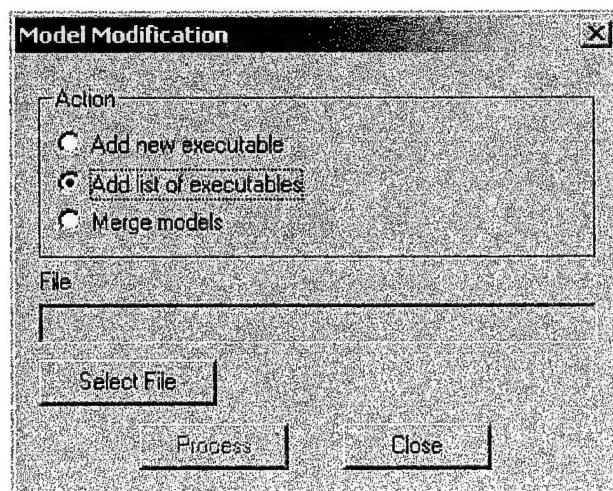 Model Modification
Action
Add new executable
Add list of executables
Merge models
File
Select File
Process Close